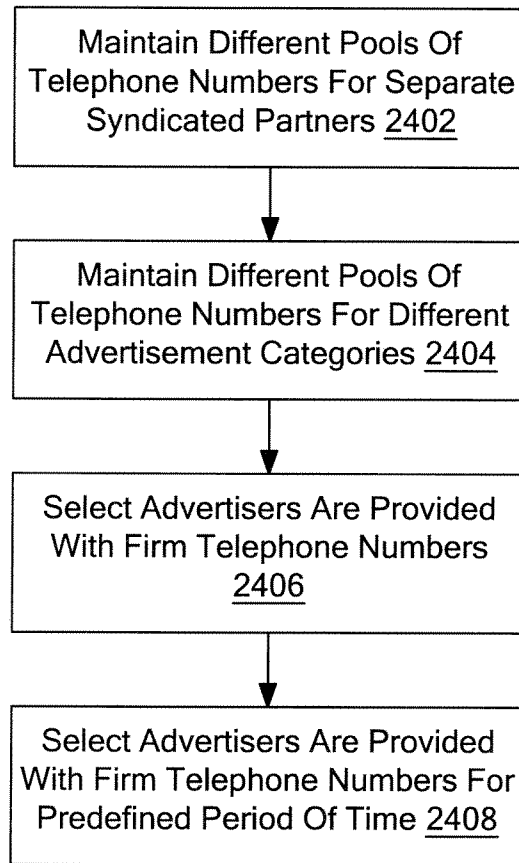 Maintain Different Pools Of
Telephone Numbers For Separate
Syndicated Partners 2402
Maintain Different Pools Of
Telephone Numbers For Different
Advertisement Categories 2404
Select Advertisers Are Provided
With Firm Telephone Numbers
2406
Select Advertisers Are Provided
With Firm Telephone Numbers For
Predefined Period Of Time 2408